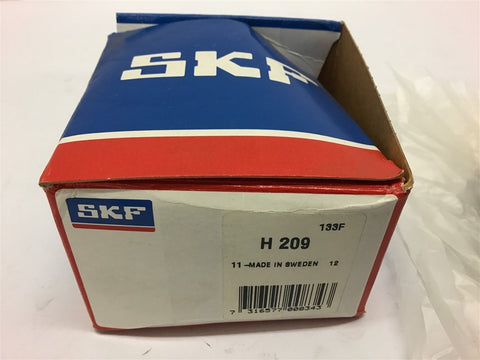 SKF
SKF
133F
H 209
11-MADE IN SWEDEN 12
7 316577 008343